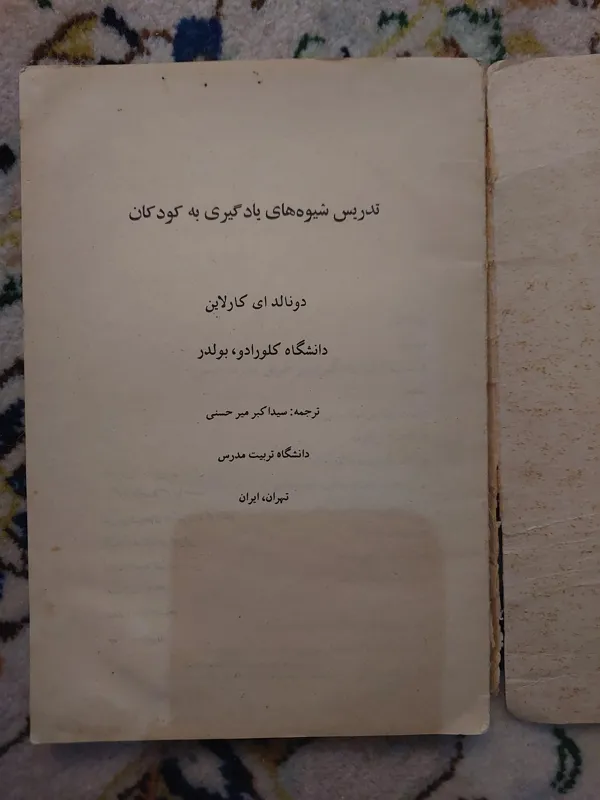 تدریس شیوه‌های یادگیری به کودکان
دونالد ای کارلاین
دانشگاه کلورادو، بولدر
ترجمه: سیداکبر میرحسنی
دانشگاه تربیت مدرس
تهران، ایران